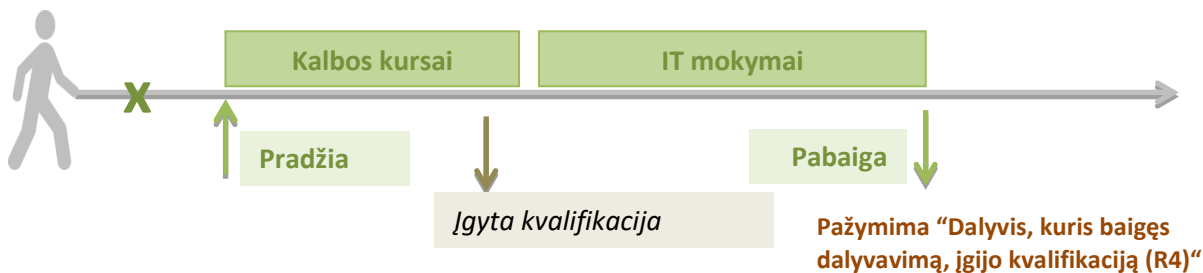 Kalbos kursai
IT mokymai
X
Pradžia
Pabaiga
Įgyta kvalifikacija
Pažymima “Dalyvis, kuris baigęs
dalyvavimą, įgijo kvalifikaciją (R4)“